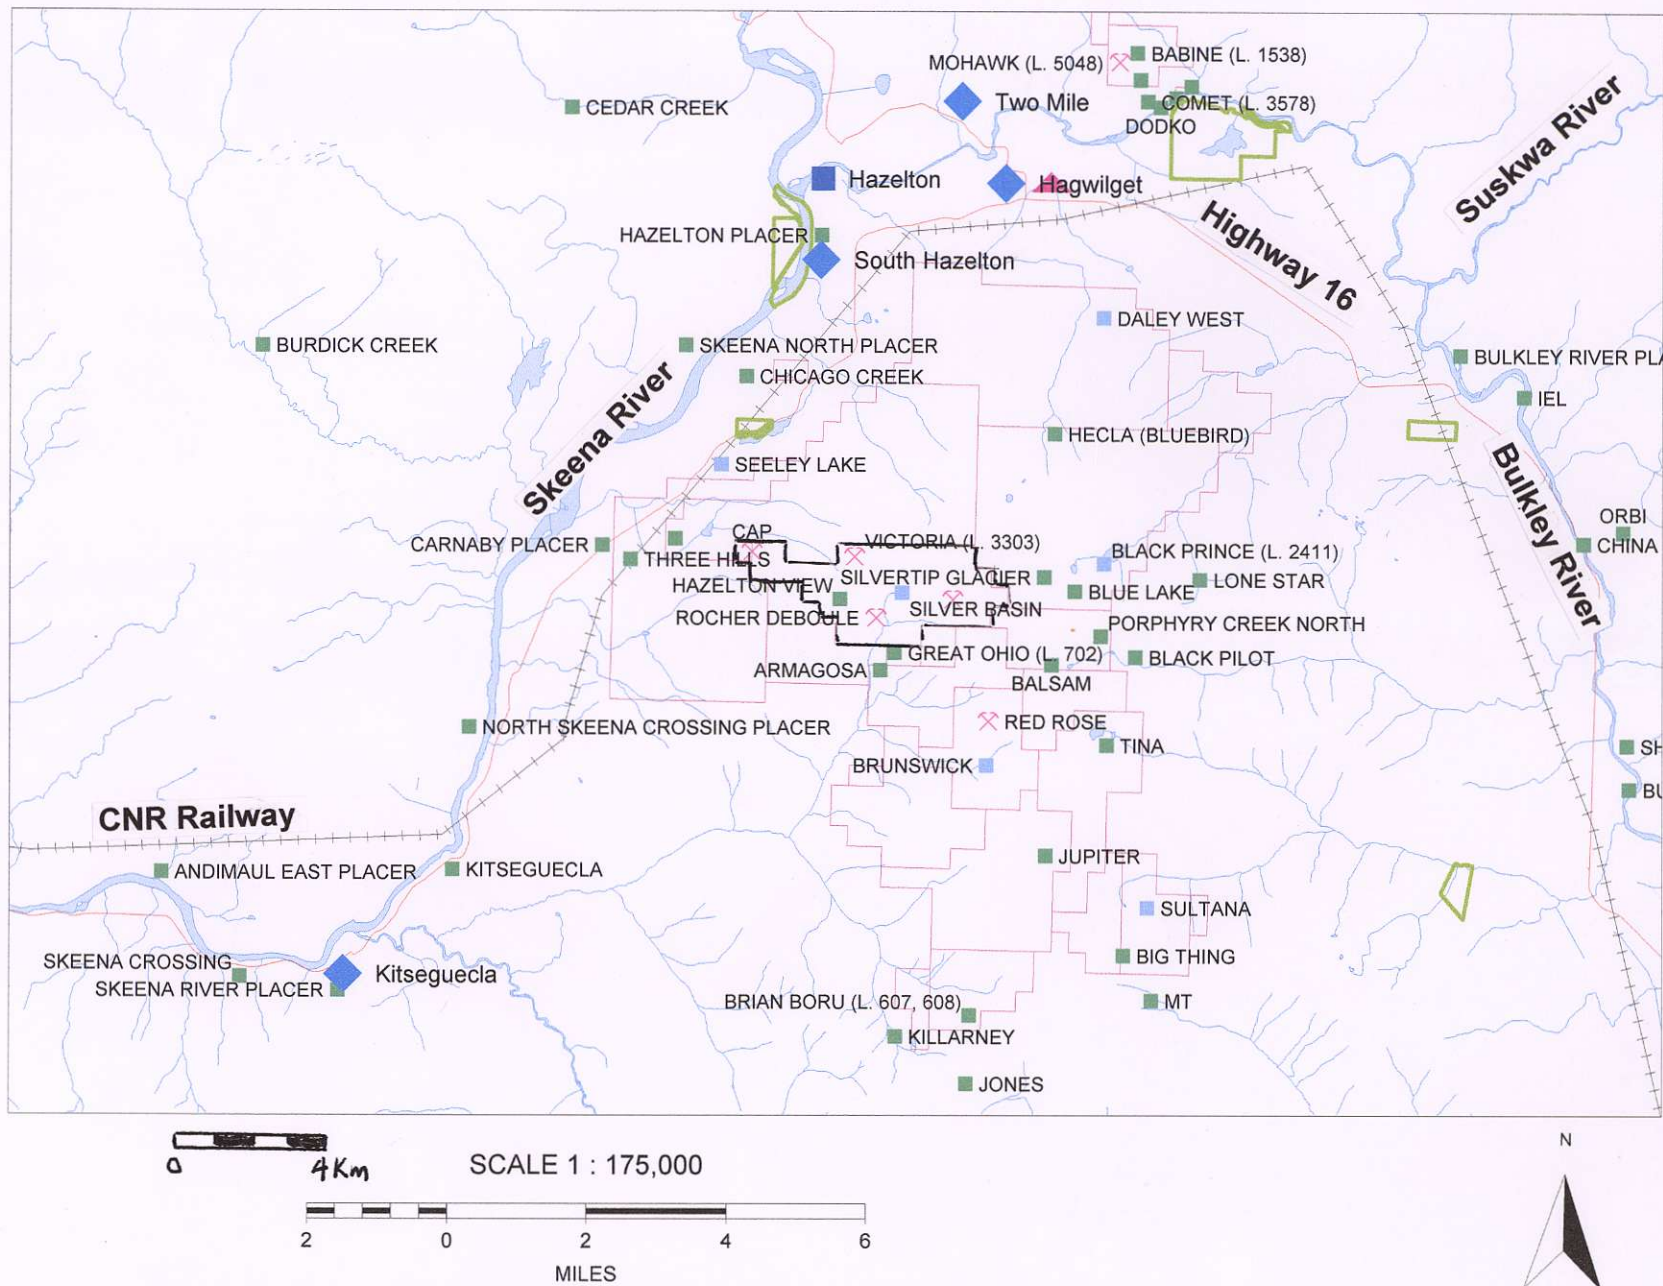 MOHAWK (L. 5048)
BABINE (L. 1538)
CEDAR CREEK
Two Mile
COMET (L. 3578)
DODKO
Suskwa River
Hazelton
Hagwilget
Highway 16
HAZELTON PLACER
South Hazelton
DALEY WEST
BURDICK CREEK
SKEENA NORTH PLACER
BULKLEY RIVER PLA
CHICAGO CREEK
IEL
Skeena River
HECLA (BLUEBIRD)
SEELEY LAKE
Bulkley River
ORBI
CAP
CARNABY PLACER
VICTORIA (L. 3303)
CHINA
THREE HILLS
BLACK PRINCE (L. 2411)
HAZELTON VIEW
SILVERTIP GLACIER
LONE STAR
BLUE LAKE
SILVER BASIN
ROCHER DEBOULE
PORPHYRY CREEK NORTH
GREAT OHIO (L. 702)
BLACK PILOT
ARMAGOSA
BALSAM
NORTH SKEENA CROSSING PLACER
RED ROSE
TINA
SH
BRUNSWICK
BU
CNR Railway
JUPITER
ANDIMAUL EAST PLACER
KITSEGUECLA
SULTANA
SKEENA CROSSING
BIG THING
Kitseguecla
SKEENA RIVER PLACER
BRIAN BORU (L. 607, 608)
MT
KILLARNEY
JONES
0 4 Km
SCALE 1 : 175,000
2 0 2 4 6
MILES
N